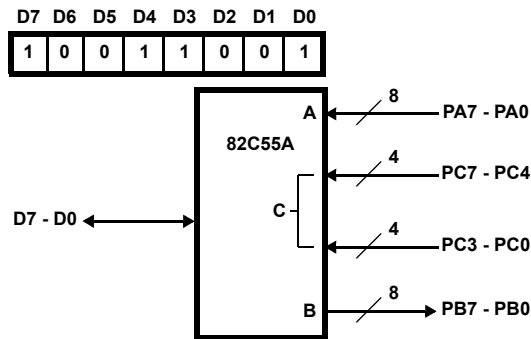 D7 D6 D5 D4 D3 D2 D1 D0
1 0 0 1 1 0 0 1
8
A PA7 - PA0
82C55A
4
PC7 - PC4
C
D7 - D0
4
PC3 - PC0
8
B PB7 - PB0